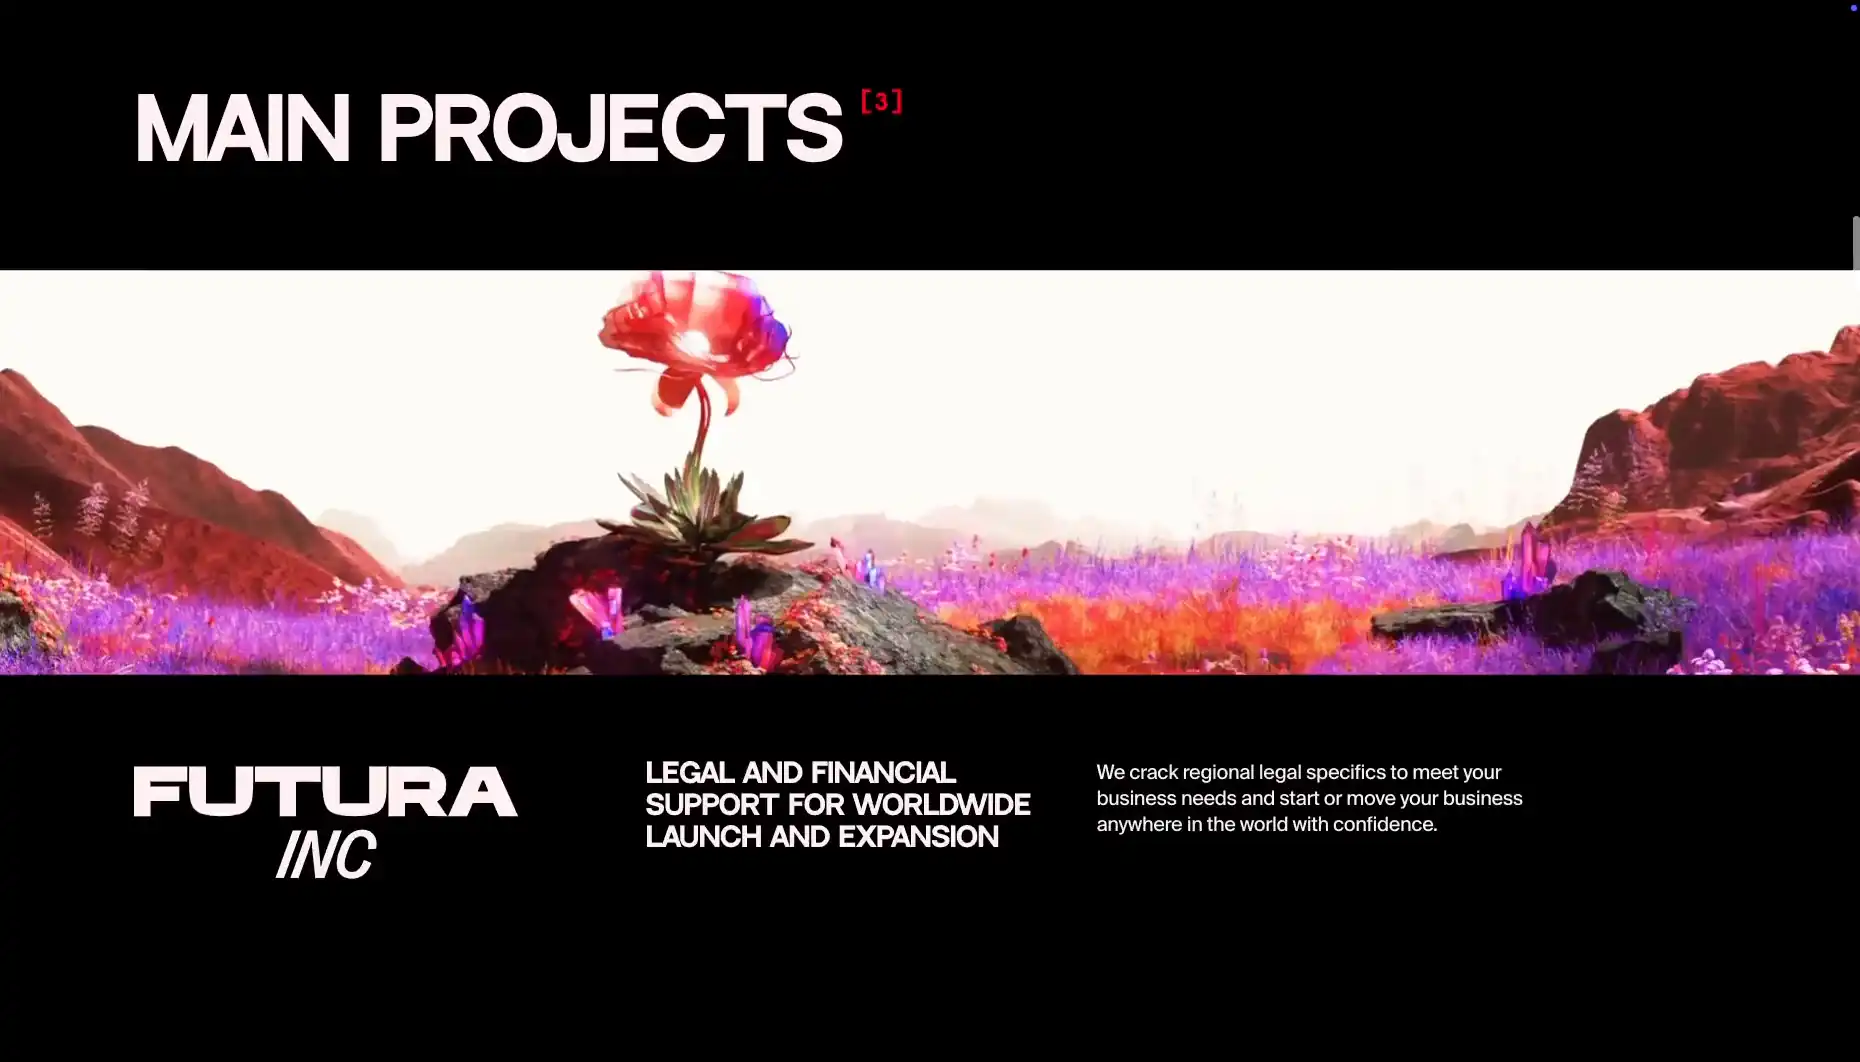 MAIN PROJECTS [3]
FUTURA
INC
LEGAL AND FINANCIAL
SUPPORT FOR WORLDWIDE
LAUNCH AND EXPANSION
We crack regional legal specifics to meet your
business needs and start or move your business
anywhere in the world with confidence.